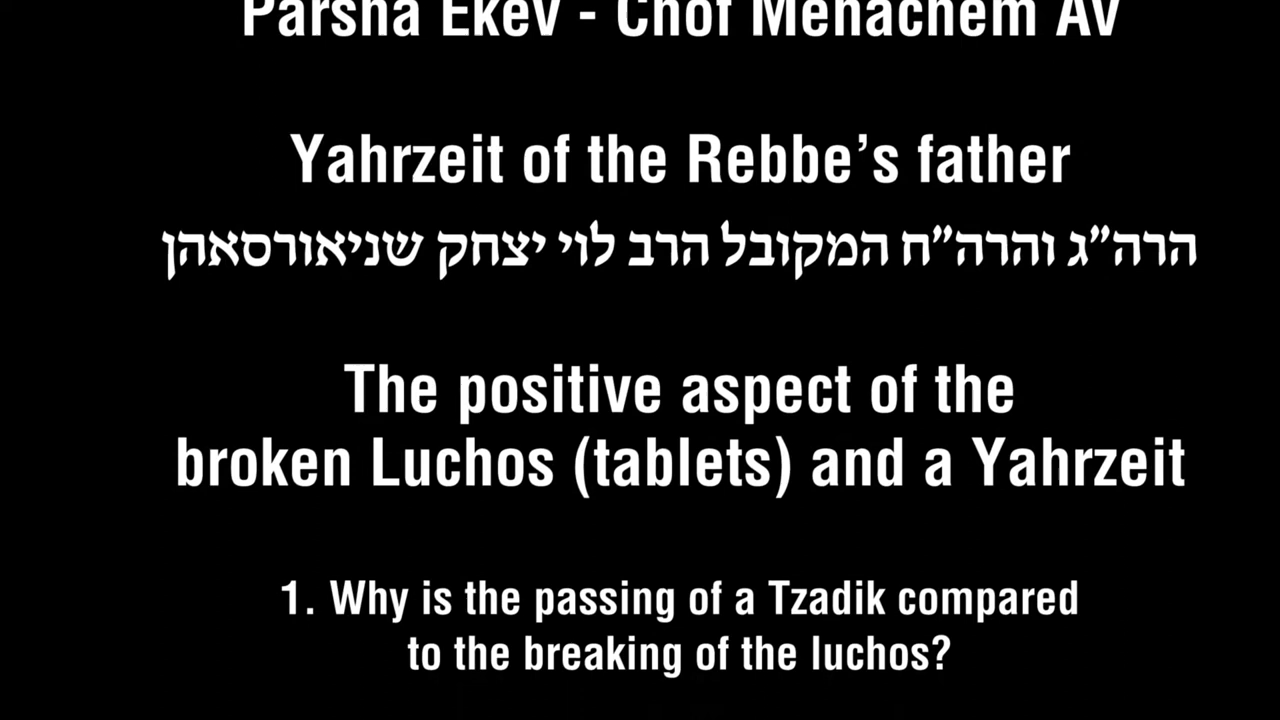 Parsha Ekev - Chof Menachem Av
Yahrzeit of the Rebbe’s father
הרה”ג והרה”ח המקובל הרב לוי יצחק שניאורסאהן
The positive aspect of the
broken Luchos (tablets) and a Yahrzeit
1. Why is the passing of a Tzadik compared
to the breaking of the luchos?